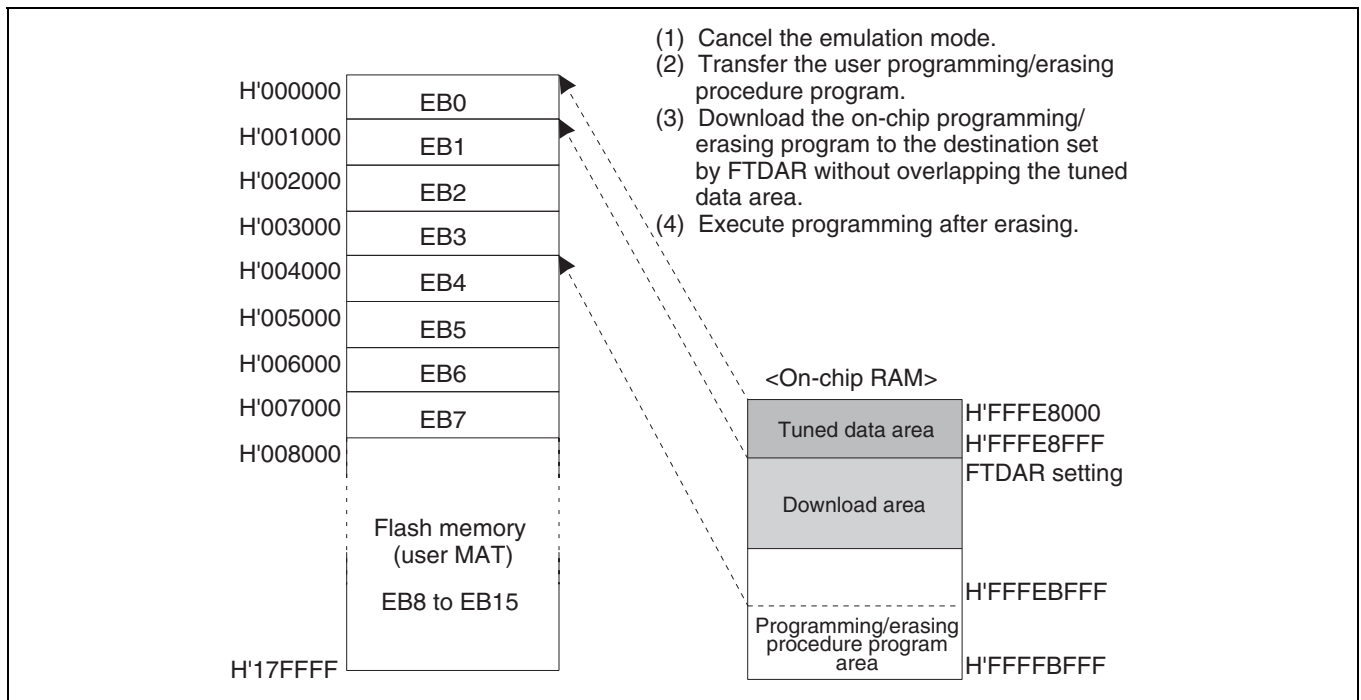 (1) Cancel the emulation mode.
(2) Transfer the user programming/erasing
procedure program.
(3) Download the on-chip programming/
erasing program to the destination set
by FTDAR without overlapping the tuned
data area.
(4) Execute programming after erasing.
H'000000
EB0
H'001000
EB1
H'002000
EB2
H'003000
EB3
H'004000
EB4
H'005000
EB5
H'006000
EB6
H'007000
EB7
H'008000
Flash memory
(user MAT)
EB8 to EB15
H'17FFFF
<On-chip RAM>
Tuned data area
H'FFFE8000
H'FFFE8FFF
FTDAR setting
Download area
H'FFFEBFFF
Programming/erasing
procedure program
area
H'FFFFBFFF